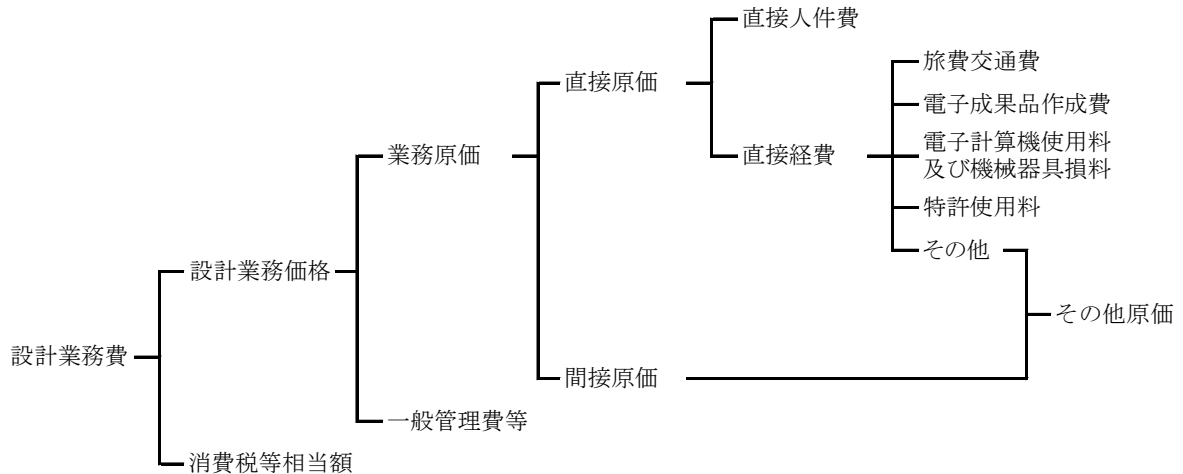 直接人件費
旅費交通費
直接原価
電子成果品作成費
電子計算機使用料
及び機械器具損料
業務原価
直接経費
特許使用料
その他
設計業務価格
その他原価
設計業務費
間接原価
一般管理費等
消費税等相当額